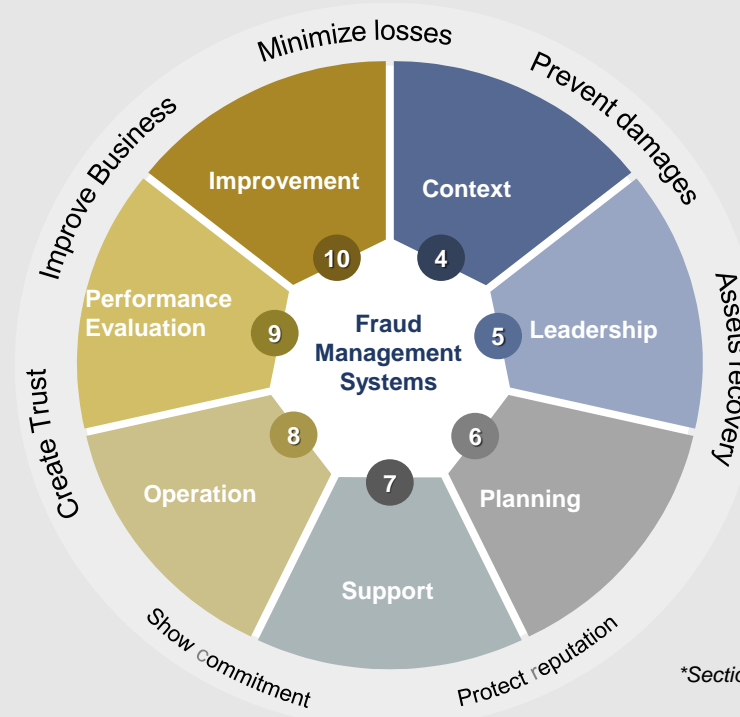 Minimize losses
Prevent damages
Assets recovery
Protect reputation
Show commitment
Create Trust
Improve Business
Improvement
Context
10
4
Performance
Evaluation
9
Fraud
Management
Systems
5
Leadership
8
6
Operation
7
Planning
Support